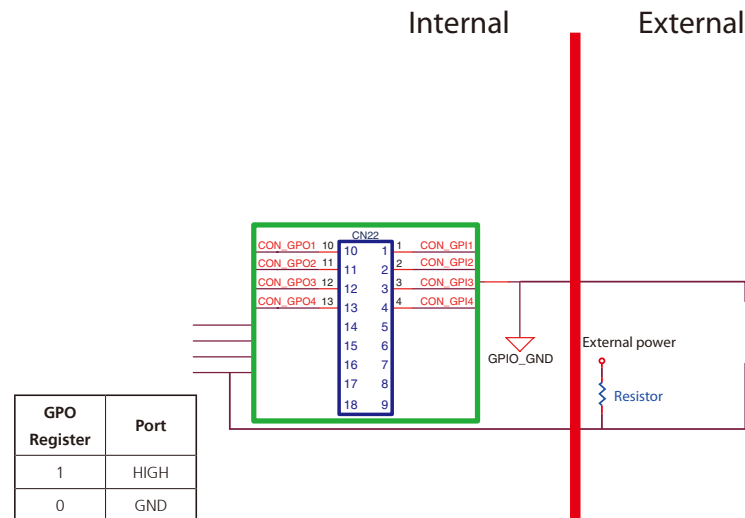 Internal External
CN22
CON_GPO1 10 10 1 1 CON_GPI1
CON_GPO2 11 11 2 2 CON_GPI2
CON_GPO3 12 12 3 3 CON_GPI3
CON_GPO4 13 13 4 4 CON_GPI4
14 5
15 6
16 7
17 8
18 9
GPIO_GND
External power
Resistor
GPO Register Port
1 HIGH
0 GND